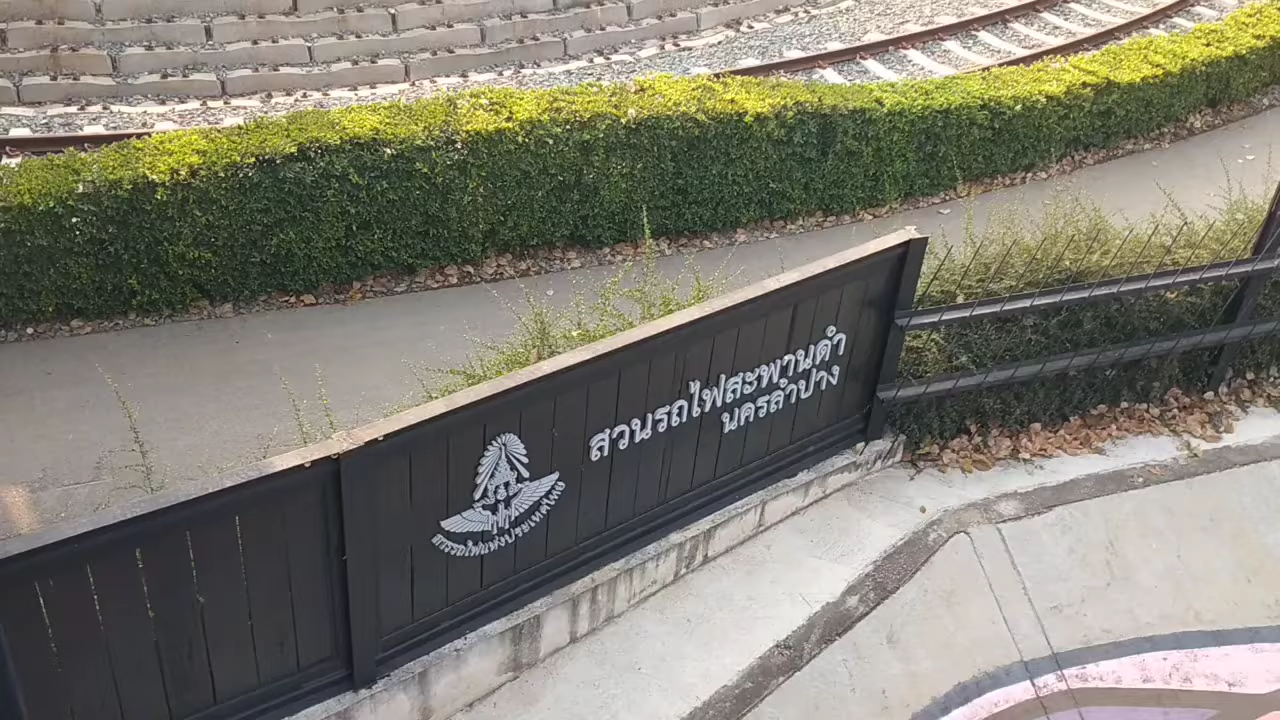 สวนรถไฟสะพานดำ
นครลำปาง
การรถไฟแห่งประเทศไทย